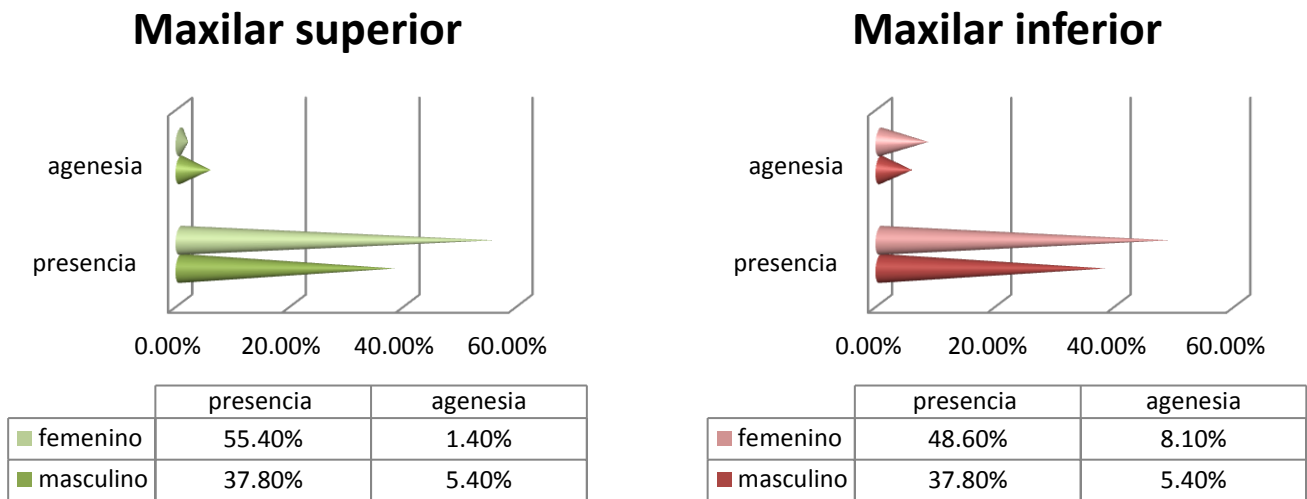 Maxilar superior
agenesia
presencia
0.00% 20.00% 40.00% 60.00%
presencia agenesia
femenino 55.40% 1.40%
masculino 37.80% 5.40%
Maxilar inferior
agenesia
presencia
0.00% 20.00% 40.00% 60.00%
presencia agenesia
femenino 48.60% 8.10%
masculino 37.80% 5.40%